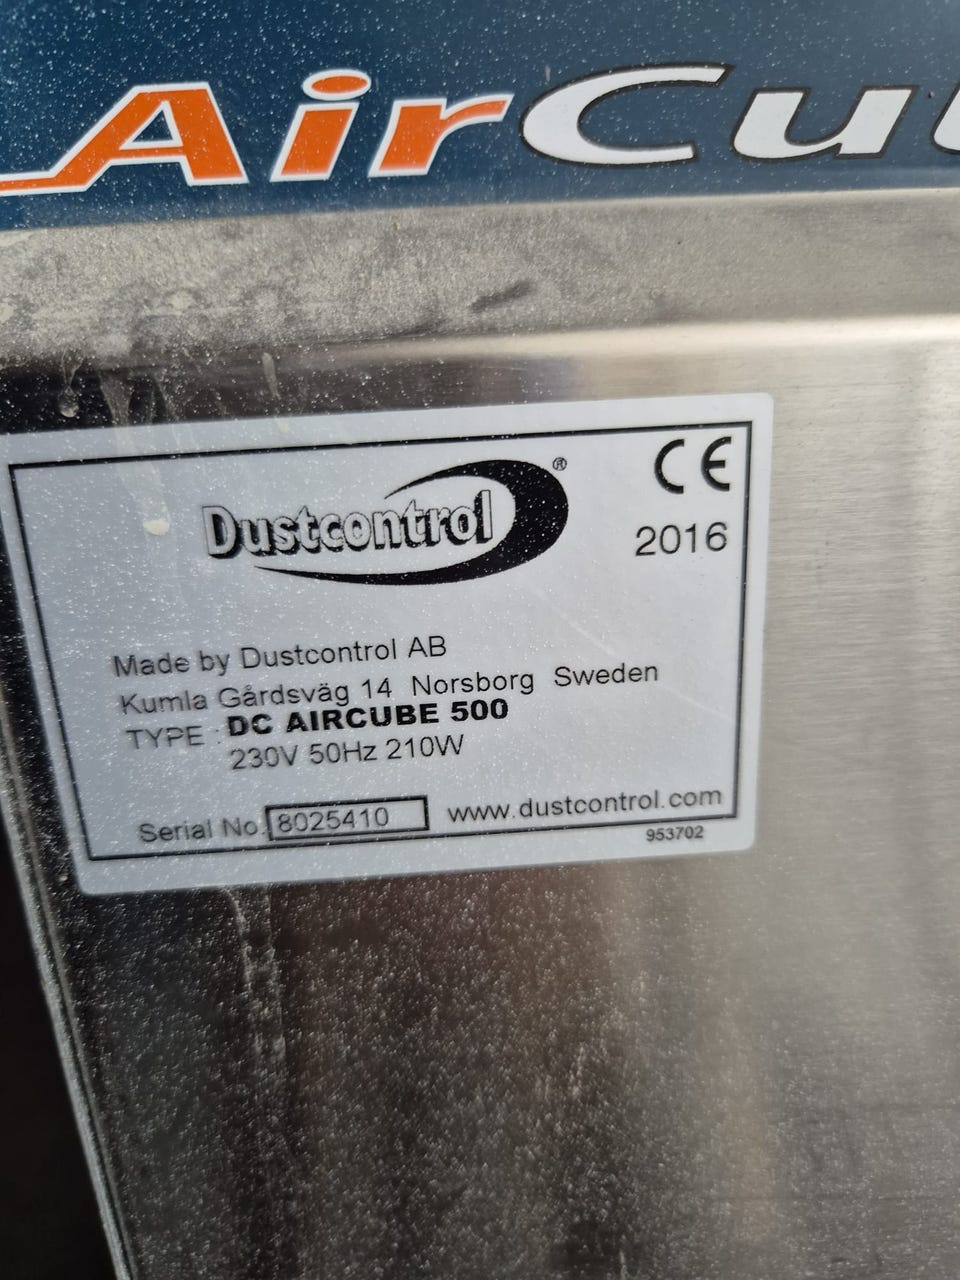 AirCu
Dustcontrol®
CE
2016
Made by Dustcontrol AB
Kumla Gårdsväg 14 Norsborg Sweden
TYPE : DC AIRCUBE 500
230V 50Hz 210W
Serial No. 8025410 www.dustcontrol.com
953702